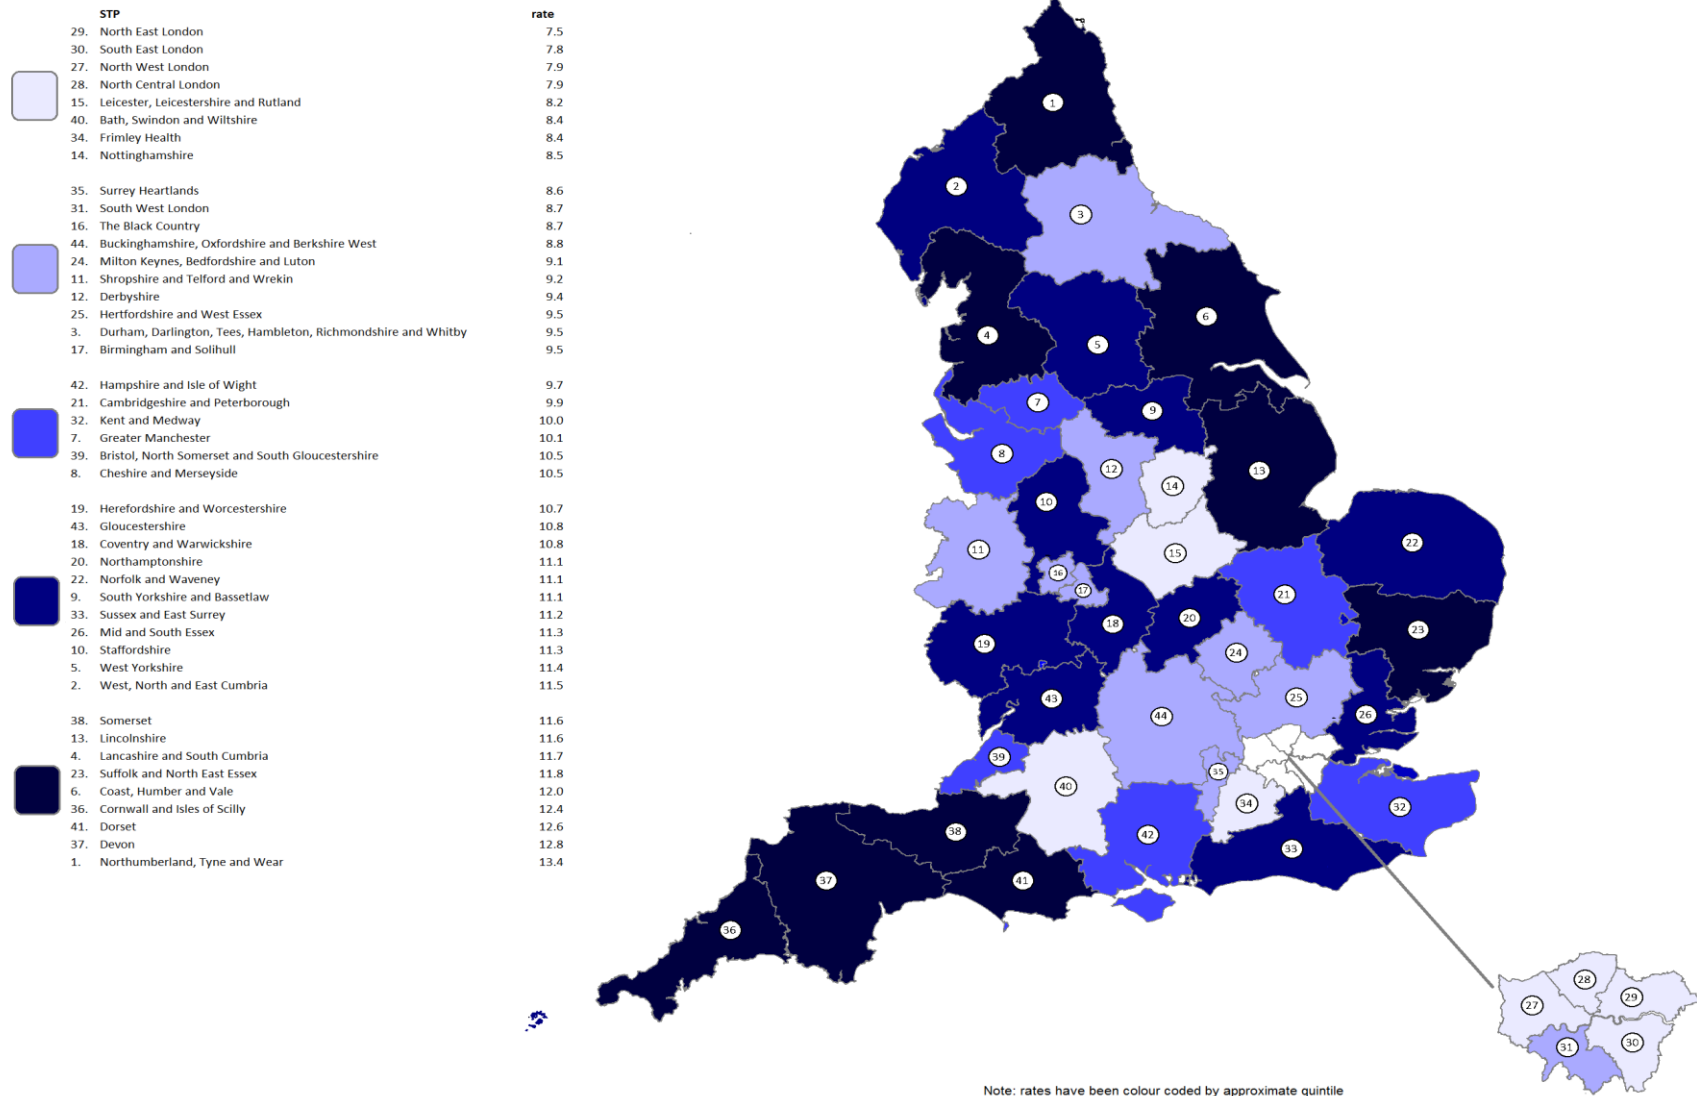 STP rate
29. North East London 7.5
30. South East London 7.8
27. North West London 7.9
28. North Central London 7.9
15. Leicester, Leicestershire and Rutland 8.2
40. Bath, Swindon and Wiltshire 8.4
34. Frimley Health 8.4
14. Nottinghamshire 8.5
35. Surrey Heartlands 8.6
31. South West London 8.7
16. The Black Country 8.7
44. Buckinghamshire, Oxfordshire and Berkshire West 8.8
24. Milton Keynes, Bedfordshire and Luton 9.1
11. Shropshire and Telford and Wrekin 9.2
12. Derbyshire 9.4
25. Hertfordshire and West Essex 9.5
3. Durham, Darlington, Tees, Hambleton, Richmondshire and Whitby 9.5
17. Birmingham and Solihull 9.5
42. Hampshire and Isle of Wight 9.7
21. Cambridgeshire and Peterborough 9.9
32. Kent and Medway 10.0
7. Greater Manchester 10.1
39. Bristol, North Somerset and South Gloucestershire 10.5
8. Cheshire and Merseyside 10.5
19. Herefordshire and Worcestershire 10.7
43. Gloucestershire 10.8
18. Coventry and Warwickshire 10.8
20. Northamptonshire 11.1
22. Norfolk and Waveney 11.1
9. South Yorkshire and Bassetlaw 11.1
33. Sussex and East Surrey 11.2
26. Mid and South Essex 11.3
10. Staffordshire 11.3
5. West Yorkshire 11.4
2. West, North and East Cumbria 11.5
38. Somerset 11.6
13. Lincolnshire 11.6
4. Lancashire and South Cumbria 11.7
23. Suffolk and North East Essex 11.8
6. Coast, Humber and Vale 12.0
36. Cornwall and Isles of Scilly 12.4
41. Dorset 12.6
37. Devon 12.8
1. Northumberland, Tyne and Wear 13.4
1
2
3
6
4
5
7
9
8
12
13
14
10
22
11
15
16
17
21
18
20
23
19
24
43
25
44
26
39
35
40
34
32
38
42
33
37
41
36
28
29
27
30
31
Note: rates have been colour coded by approximate quintile